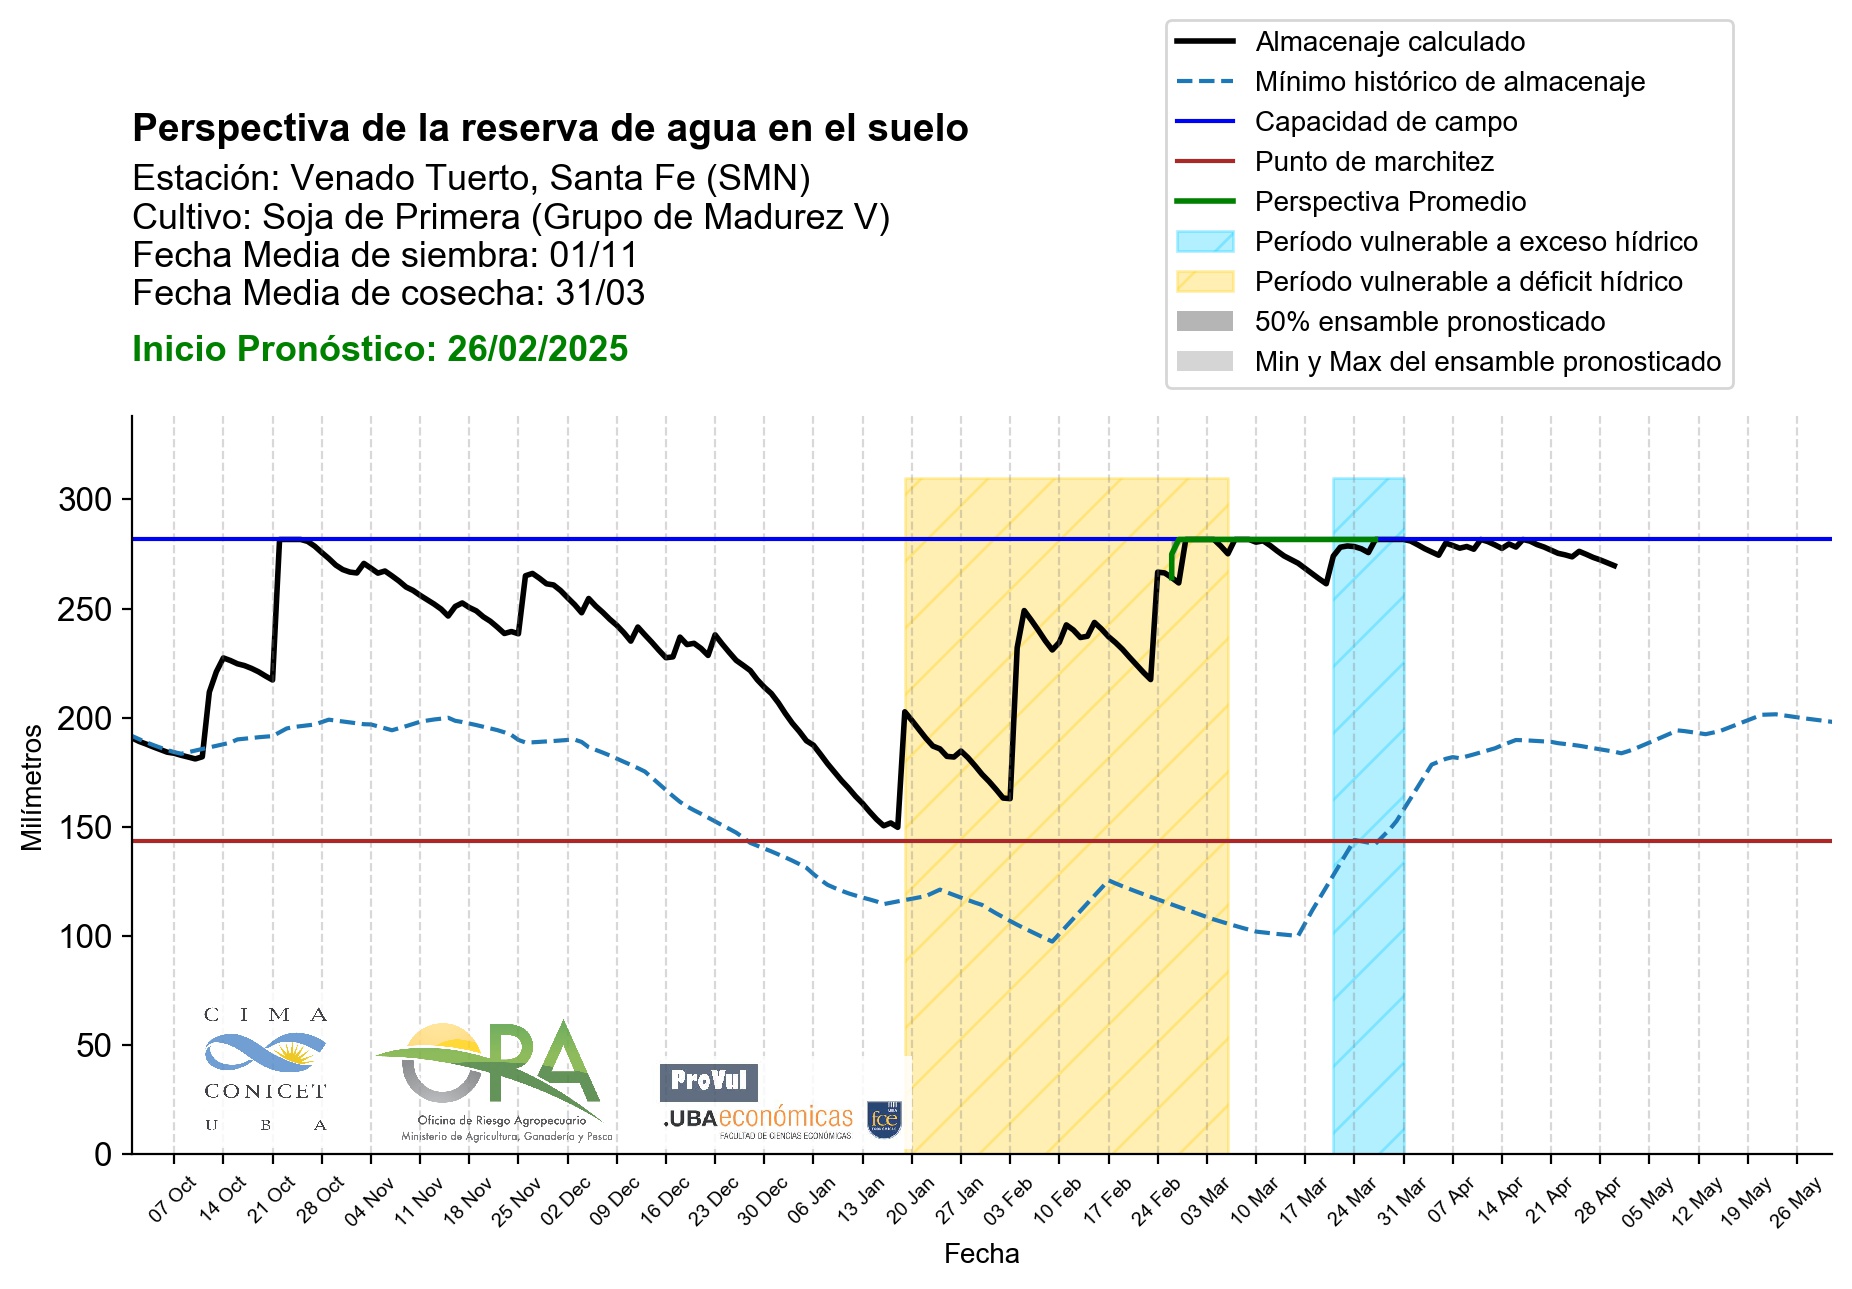 Almacenaje calculado
Mínimo histórico de almacenaje
Capacidad de campo
Punto de marchitez
Perspectiva Promedio
Período vulnerable a exceso hídrico
Período vulnerable a déficit hídrico
50% ensamble pronosticado
Min y Max del ensamble pronosticado
Perspectiva de la reserva de agua en el suelo
Estación: Venado Tuerto, Santa Fe (SMN)
Cultivo: Soja de Primera (Grupo de Madurez V)
Fecha Media de siembra: 01/11
Fecha Media de cosecha: 31/03
Inicio Pronóstico: 26/02/2025
Milímetros
300
250
200
150
100
50
0
CIMA
CONICET
UBA
ORA
Oficina de Riesgo Agropecuario
Ministerio de Agricultura, Ganadería y Pesca
ProVul
.UBAeconómicas
FACULTAD DE CIENCIAS ECONÓMICAS
UBA
fce
ECONÓMICAS
07 Oct
14 Oct
21 Oct
28 Oct
04 Nov
11 Nov
18 Nov
25 Nov
02 Dec
09 Dec
16 Dec
23 Dec
30 Dec
06 Jan
13 Jan
20 Jan
27 Jan
03 Feb
10 Feb
17 Feb
24 Feb
03 Mar
10 Mar
17 Mar
24 Mar
31 Mar
07 Apr
14 Apr
21 Apr
28 Apr
05 May
12 May
19 May
26 May
Fecha